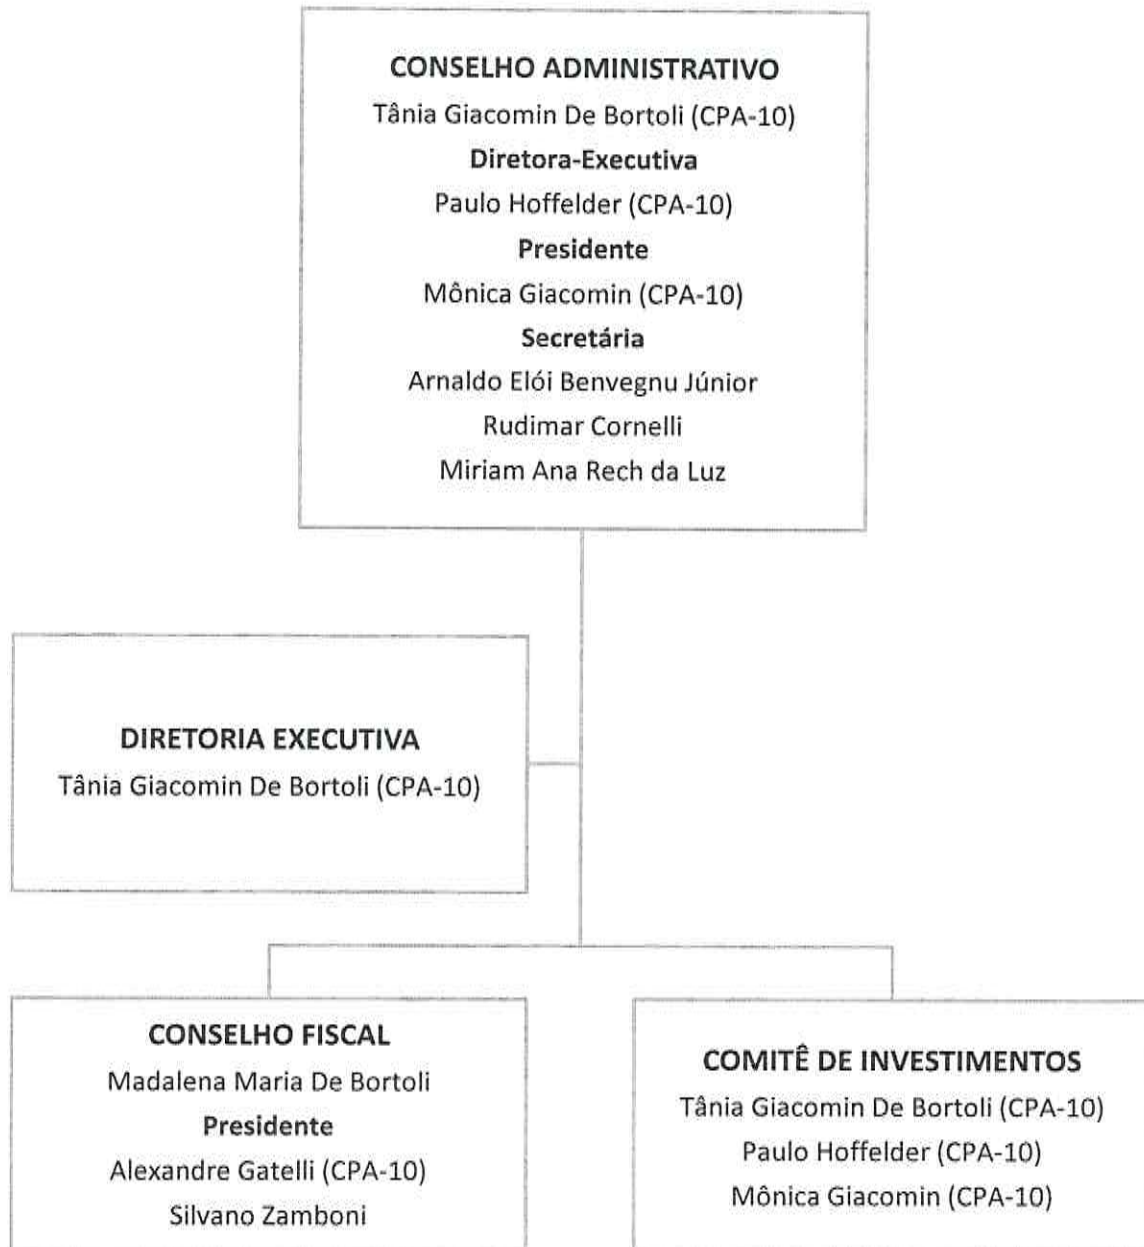 CONSELHO ADMINISTRATIVO
Tânia Giacomin De Bortoli (CPA-10)
Diretora-Executiva
Paulo Hoffelder (CPA-10)
Presidente
Mônica Giacomin (CPA-10)
Secretária
Arnaldo Elói Benvegnu Júnior
Rudimar Cornelli
Miriam Ana Rech da Luz
DIRETORIA EXECUTIVA
Tânia Giacomin De Bortoli (CPA-10)
CONSELHO FISCAL
Madalena Maria De Bortoli
Presidente
Alexandre Gatelli (CPA-10)
Silvano Zamboni
COMITÊ DE INVESTIMENTOS
Tânia Giacomin De Bortoli (CPA-10)
Paulo Hoffelder (CPA-10)
Mônica Giacomin (CPA-10)